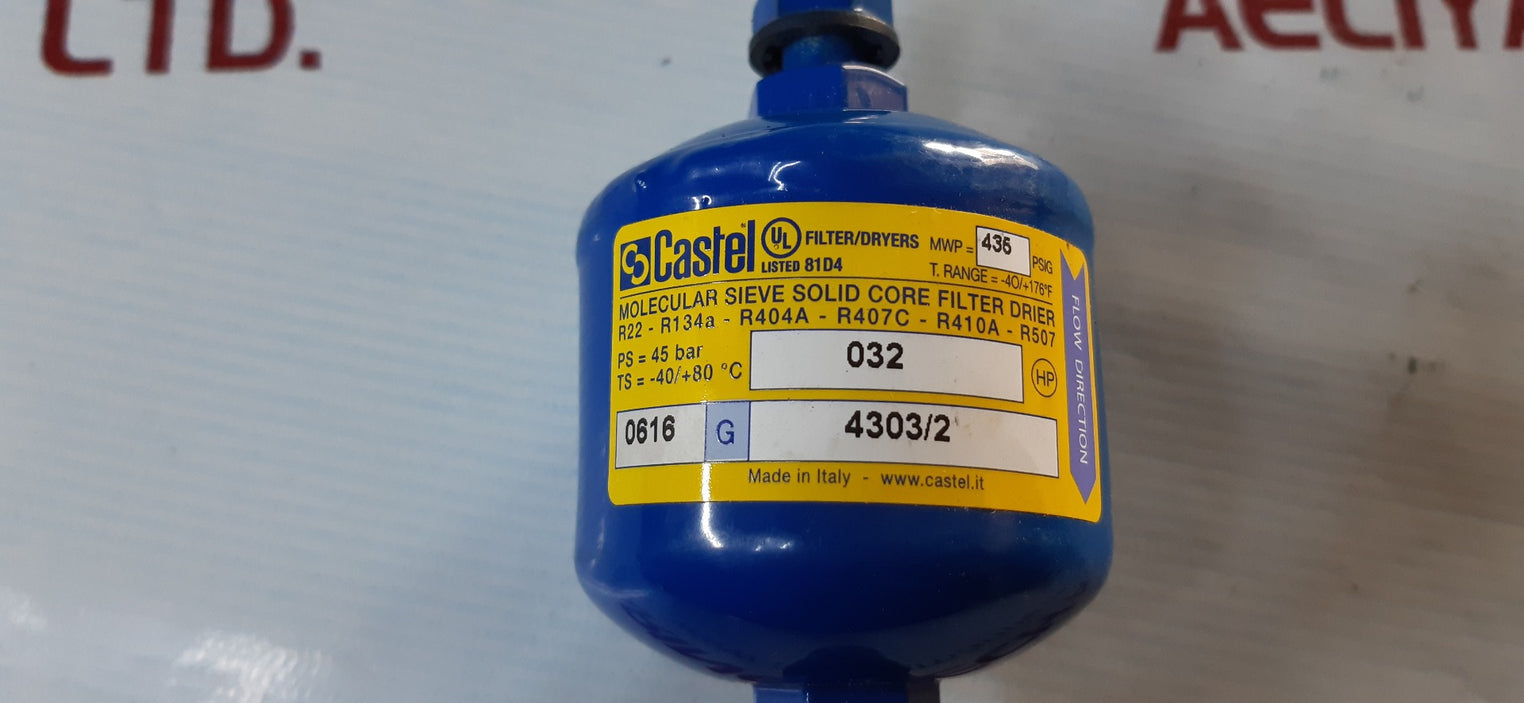 LTD.
AECIY
Castel UL FILTER/DRYERS MWP = 435 PSIG
LISTED 81D4 T. RANGE = -40/+176°F
MOLECULAR SIEVE SOLID CORE FILTER DRIER
R22 - R134a - R404A - R407C - R410A - R507
PS = 45 bar 032
TS = -40/+80 °C HP
0616 G 4303/2
Made in Italy - www.castel.it
FLOW DIRECTION